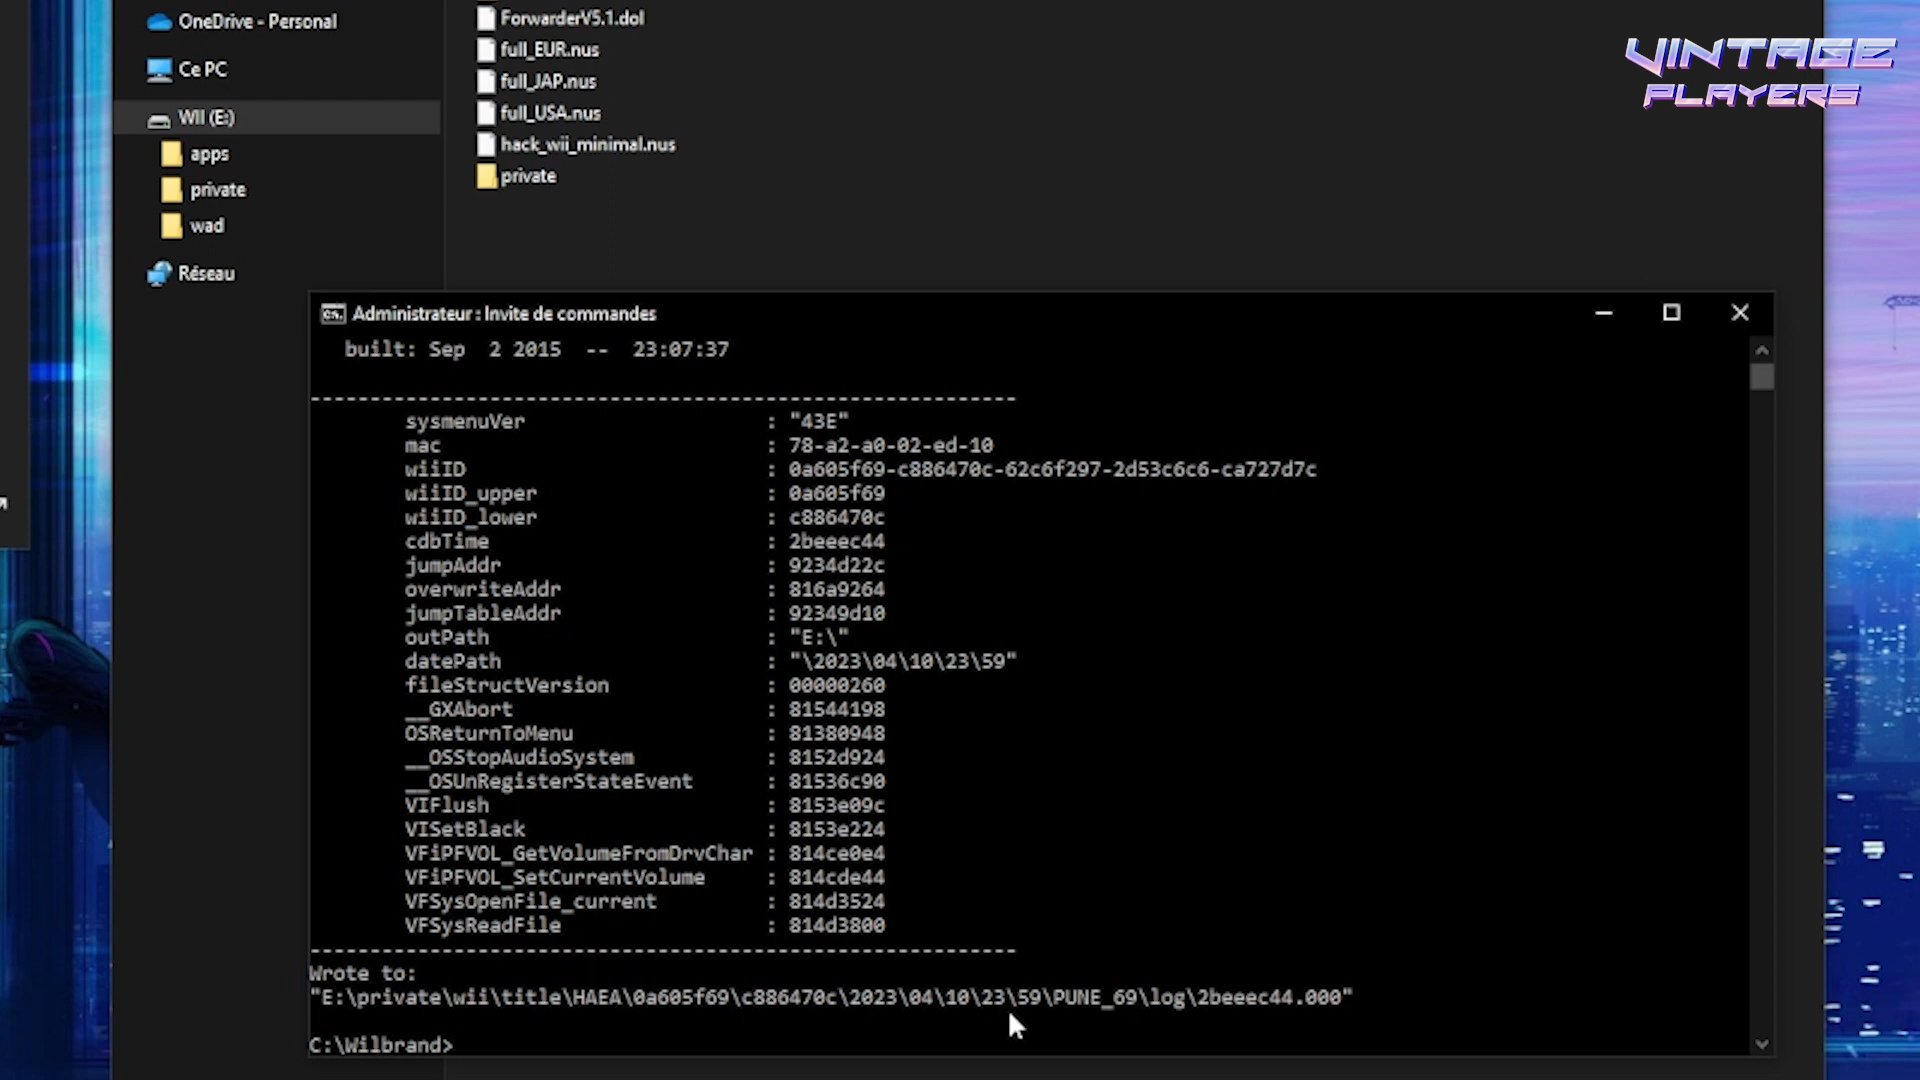 OneDrive - Personal
Ce PC
WII (E:)
apps
private
wad
Réseau
ForwarderV5.1.dol
full_EUR.nus
full_JAP.nus
full_USA.nus
hack_wii_minimal.nus
private
VINTAGE
PLAYERS
Administrateur : Invite de commandes
built: Sep  2 2015  --  23:07:37
------------------------------------------------------------
sysmenuVer : "43E"
mac : 78-a2-a0-02-ed-10
wiiID : 0a605f69-c886470c-62c6f297-2d53c6c6-ca727d7c
wiiID_upper : 0a605f69
wiiID_lower : c886470c
cdbTime : 2beeec44
jumpAddr : 9234d22c
overwriteAddr : 816a9264
jumpTableAddr : 92349d10
outPath : "E:\"
datePath : "\2023\04\10\23\59"
fileStructVersion : 00000260
__GXAbort : 81544198
OSReturnToMenu : 81380948
__OSStopAudioSystem : 8152d924
__OSUnRegisterStateEvent : 81536c90
VIFlush : 8153e09c
VISetBlack : 8153e224
VFiPFVOL_GetVolumeFromDrvChar : 814ce0e4
VFiPFVOL_SetCurrentVolume : 814cde44
VFSysOpenFile_current : 814d3524
VFSysReadFile : 814d3800
------------------------------------------------------------
Wrote to:
"E:\private\wii\title\HAEA\0a605f69\c886470c\2023\04\10\23\59\PUNE_69\log\2beeec44.000"
C:\Wilbrand>